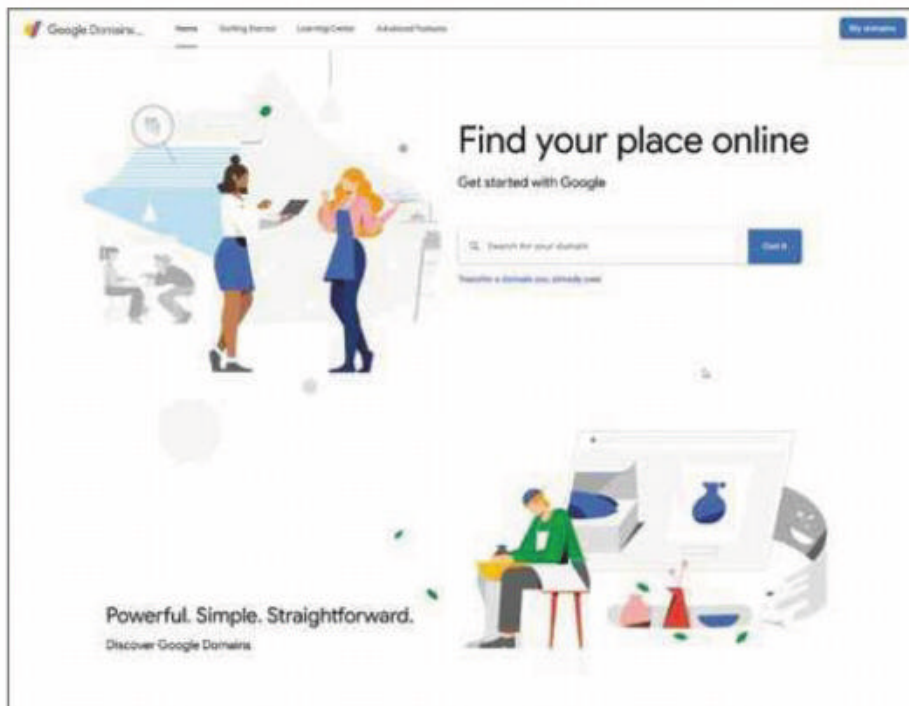 Google Domains
Home Getting Started Learning Center Advanced Features
My domains
Find your place online
Get started with Google
Search for your domain
Get it
Transfer a domain you already own
Powerful. Simple. Straightforward.
Discover Google Domains